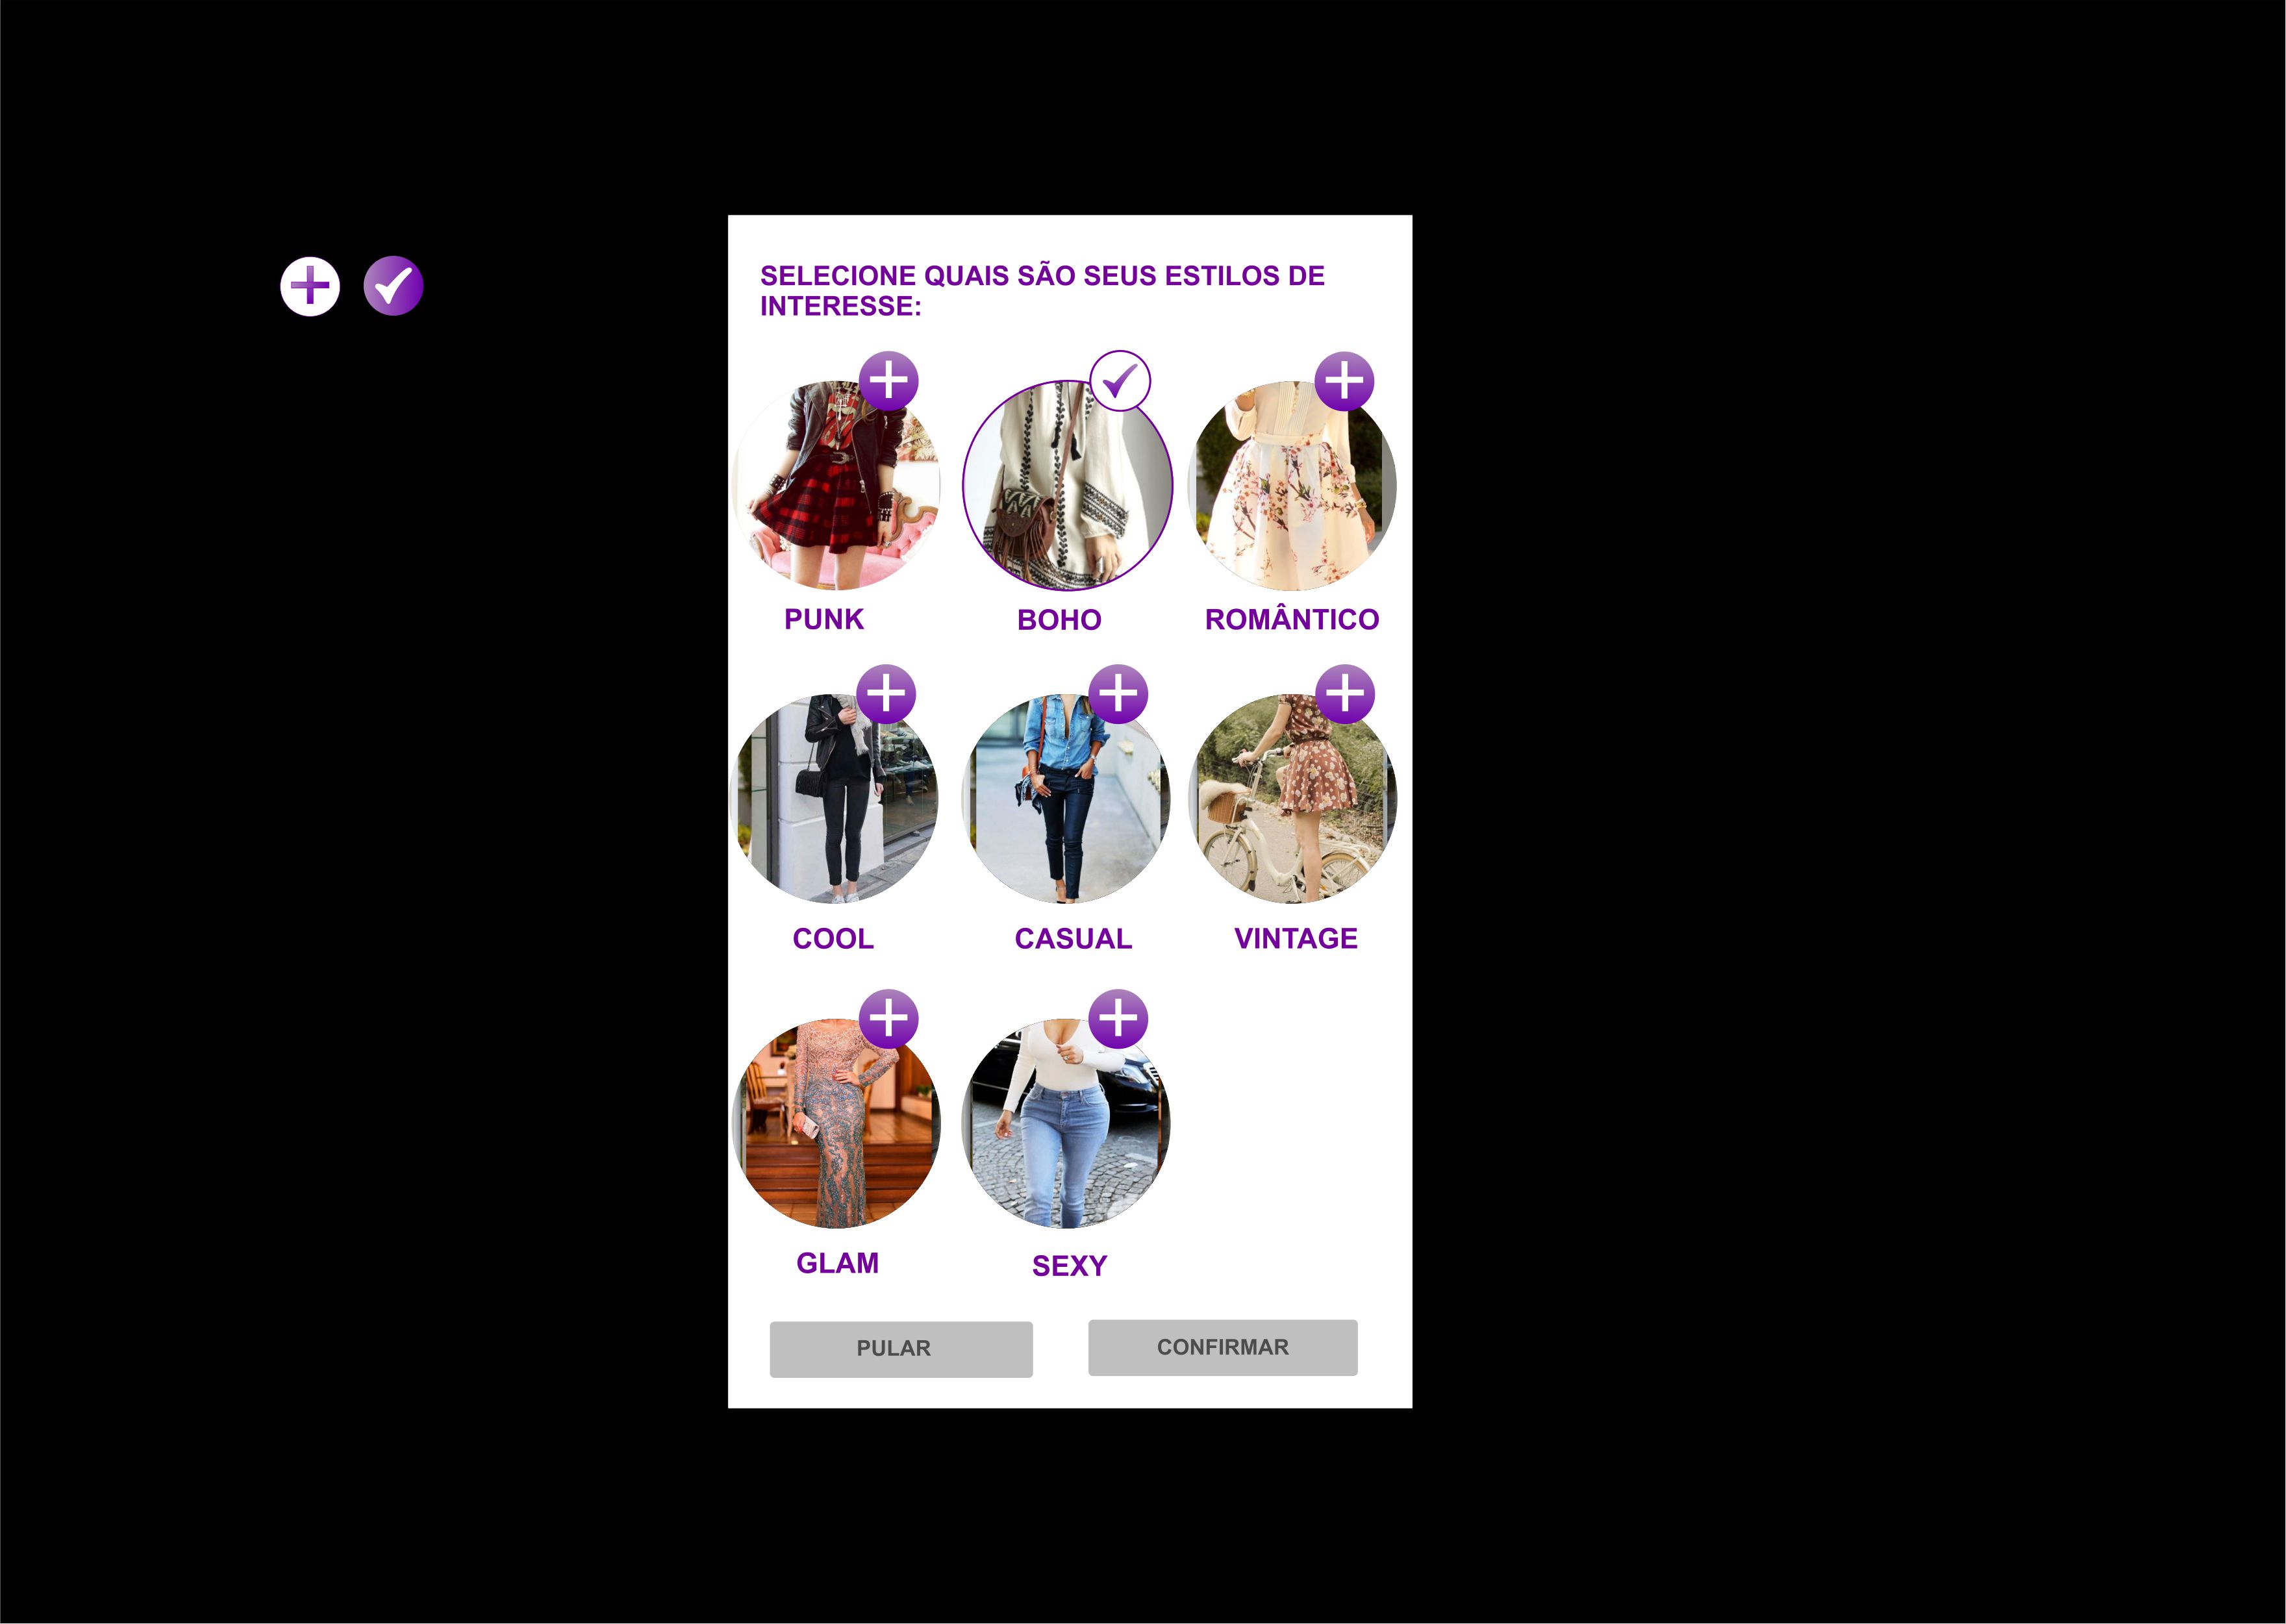 SELECIONE QUAIS SÃO SEUS ESTILOS DE
INTERESSE:
PUNK
BOHO
ROMÂNTICO
COOL
CASUAL
VINTAGE
GLAM
SEXY
PULAR
CONFIRMAR